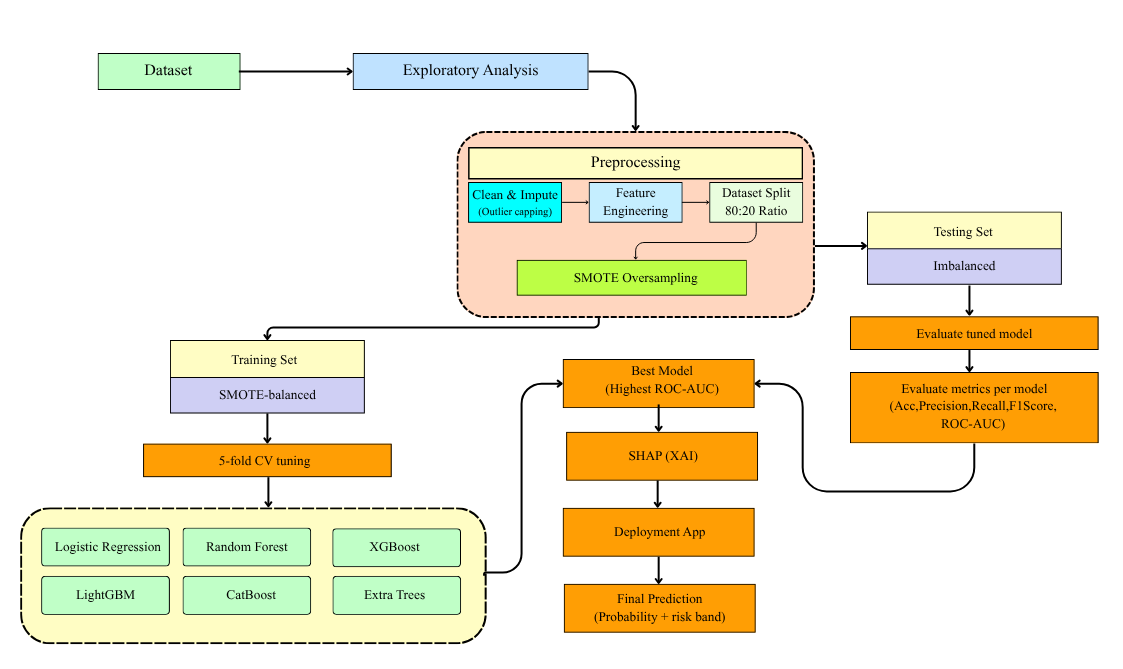 Dataset
Exploratory Analysis
Preprocessing
Clean & Impute
(Outlier capping)
Feature
Engineering
Dataset Split
80:20 Ratio
SMOTE Oversampling
Testing Set
Imbalanced
Evaluate tuned model
Evaluate metrics per model
(Acc,Precision,Recall,F1Score,
ROC-AUC)
Training Set
SMOTE-balanced
5-fold CV tuning
Logistic Regression
Random Forest
XGBoost
LightGBM
CatBoost
Extra Trees
Best Model
(Highest ROC-AUC)
SHAP (XAI)
Deployment App
Final Prediction
(Probability + risk band)